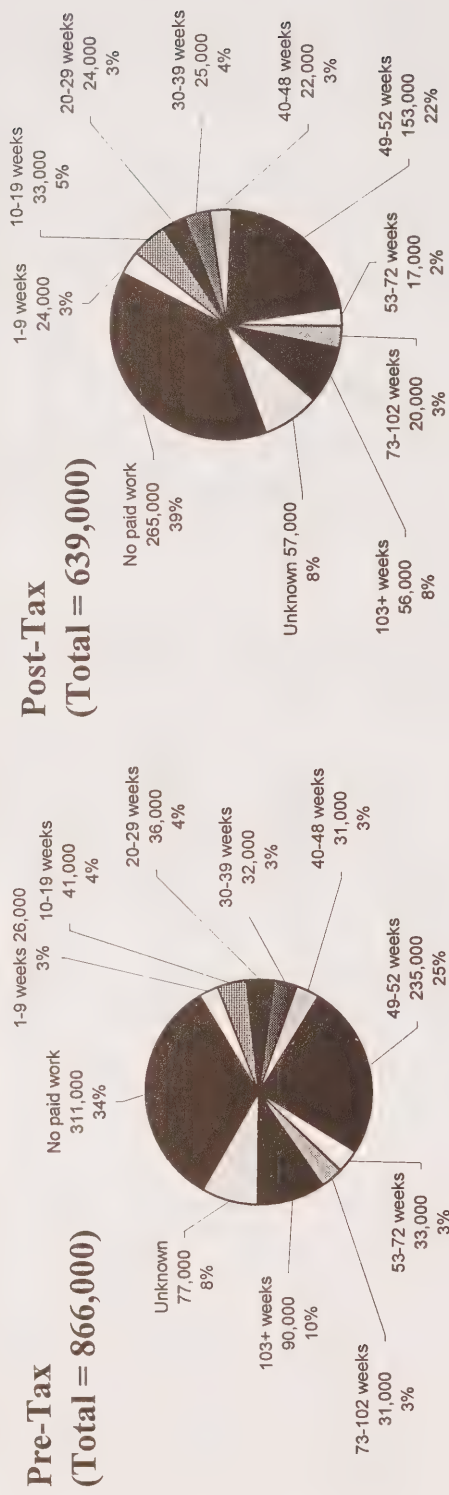 Pre-Tax
(Total = 866,000)
1-9 weeks 26,000
3%
10-19 weeks
41,000
4%
20-29 weeks
36,000
4%
30-39 weeks
32,000
3%
40-48 weeks
31,000
3%
49-52 weeks
235,000
25%
53-72 weeks
33,000
3%
73-102 weeks
31,000
3%
103+ weeks
90,000
10%
Unknown
77,000
8%
No paid work
311,000
34%
Post-Tax
(Total = 639,000)
1-9 weeks
24,000
3%
10-19 weeks
33,000
5%
20-29 weeks
24,000
3%
30-39 weeks
25,000
4%
40-48 weeks
22,000
3%
49-52 weeks
153,000
22%
53-72 weeks
17,000
2%
73-102 weeks
20,000
3%
103+ weeks
56,000
8%
Unknown 57,000
8%
No paid work
265,000
39%